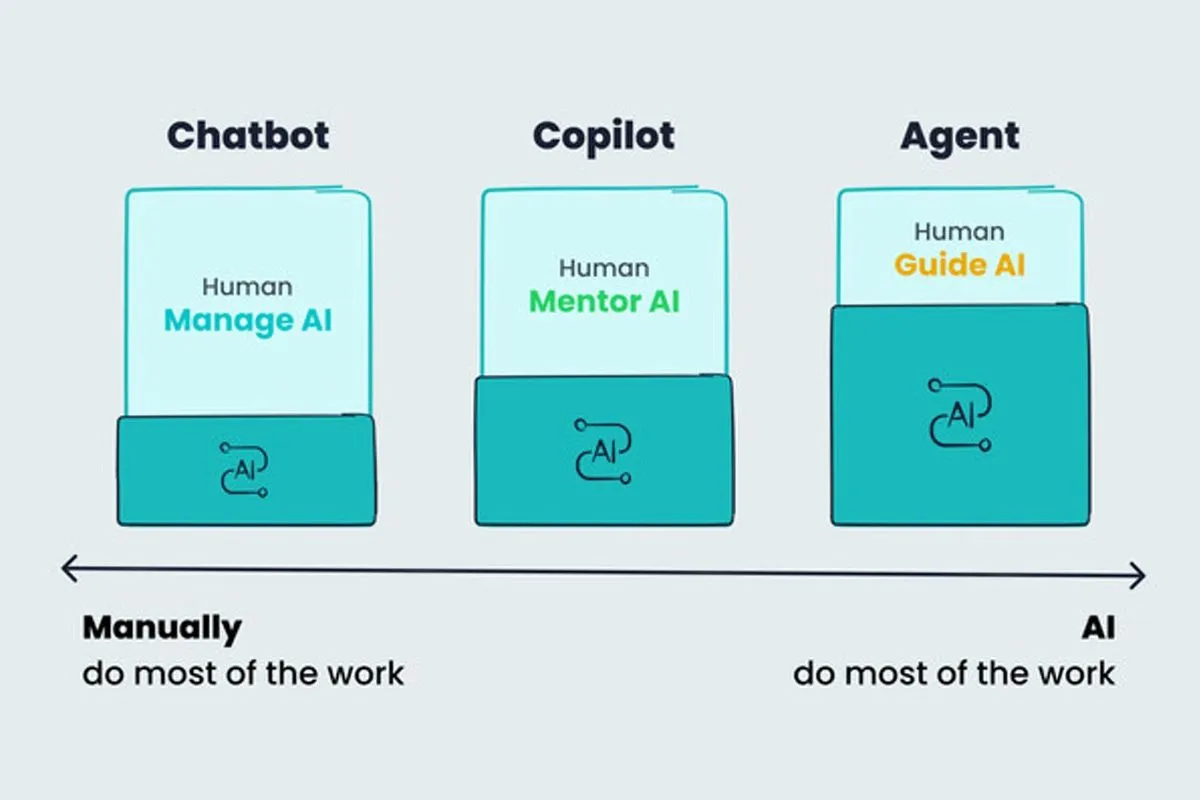 Chatbot
Copilot
Agent
Human
Manage AI
AI
Human
Mentor AI
AI
Human
Guide AI
AI
Manually
do most of the work
AI
do most of the work